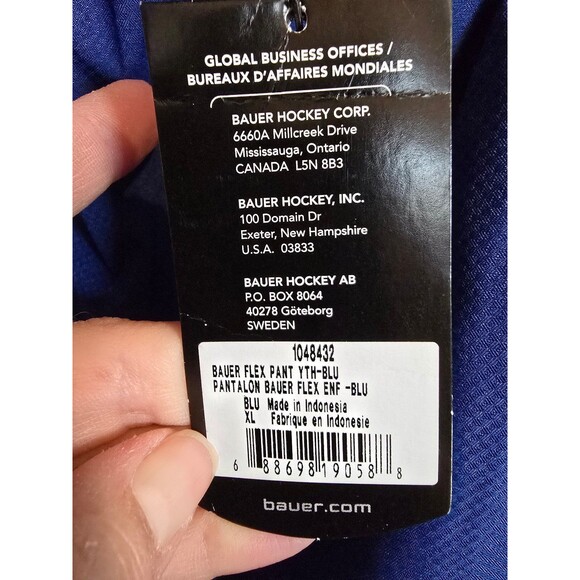 GLOBAL BUSINESS OFFICES /
BUREAUX D'AFFAIRES MONDIALES
BAUER HOCKEY CORP.
6660A Millcreek Drive
Mississauga, Ontario
CANADA L5N 8B3
BAUER HOCKEY, INC.
100 Domain Dr
Exeter, New Hampshire
U.S.A. 03833
BAUER HOCKEY AB
P.O. BOX 8064
40278 Göteborg
SWEDEN
1048432
BAUER FLEX PANT YTH-BLU
PANTALON BAUER FLEX ENF -BLU
BLU Made in Indonesia
XL Fabrique en Indonesie
6 88698 19058 8
bauer.com